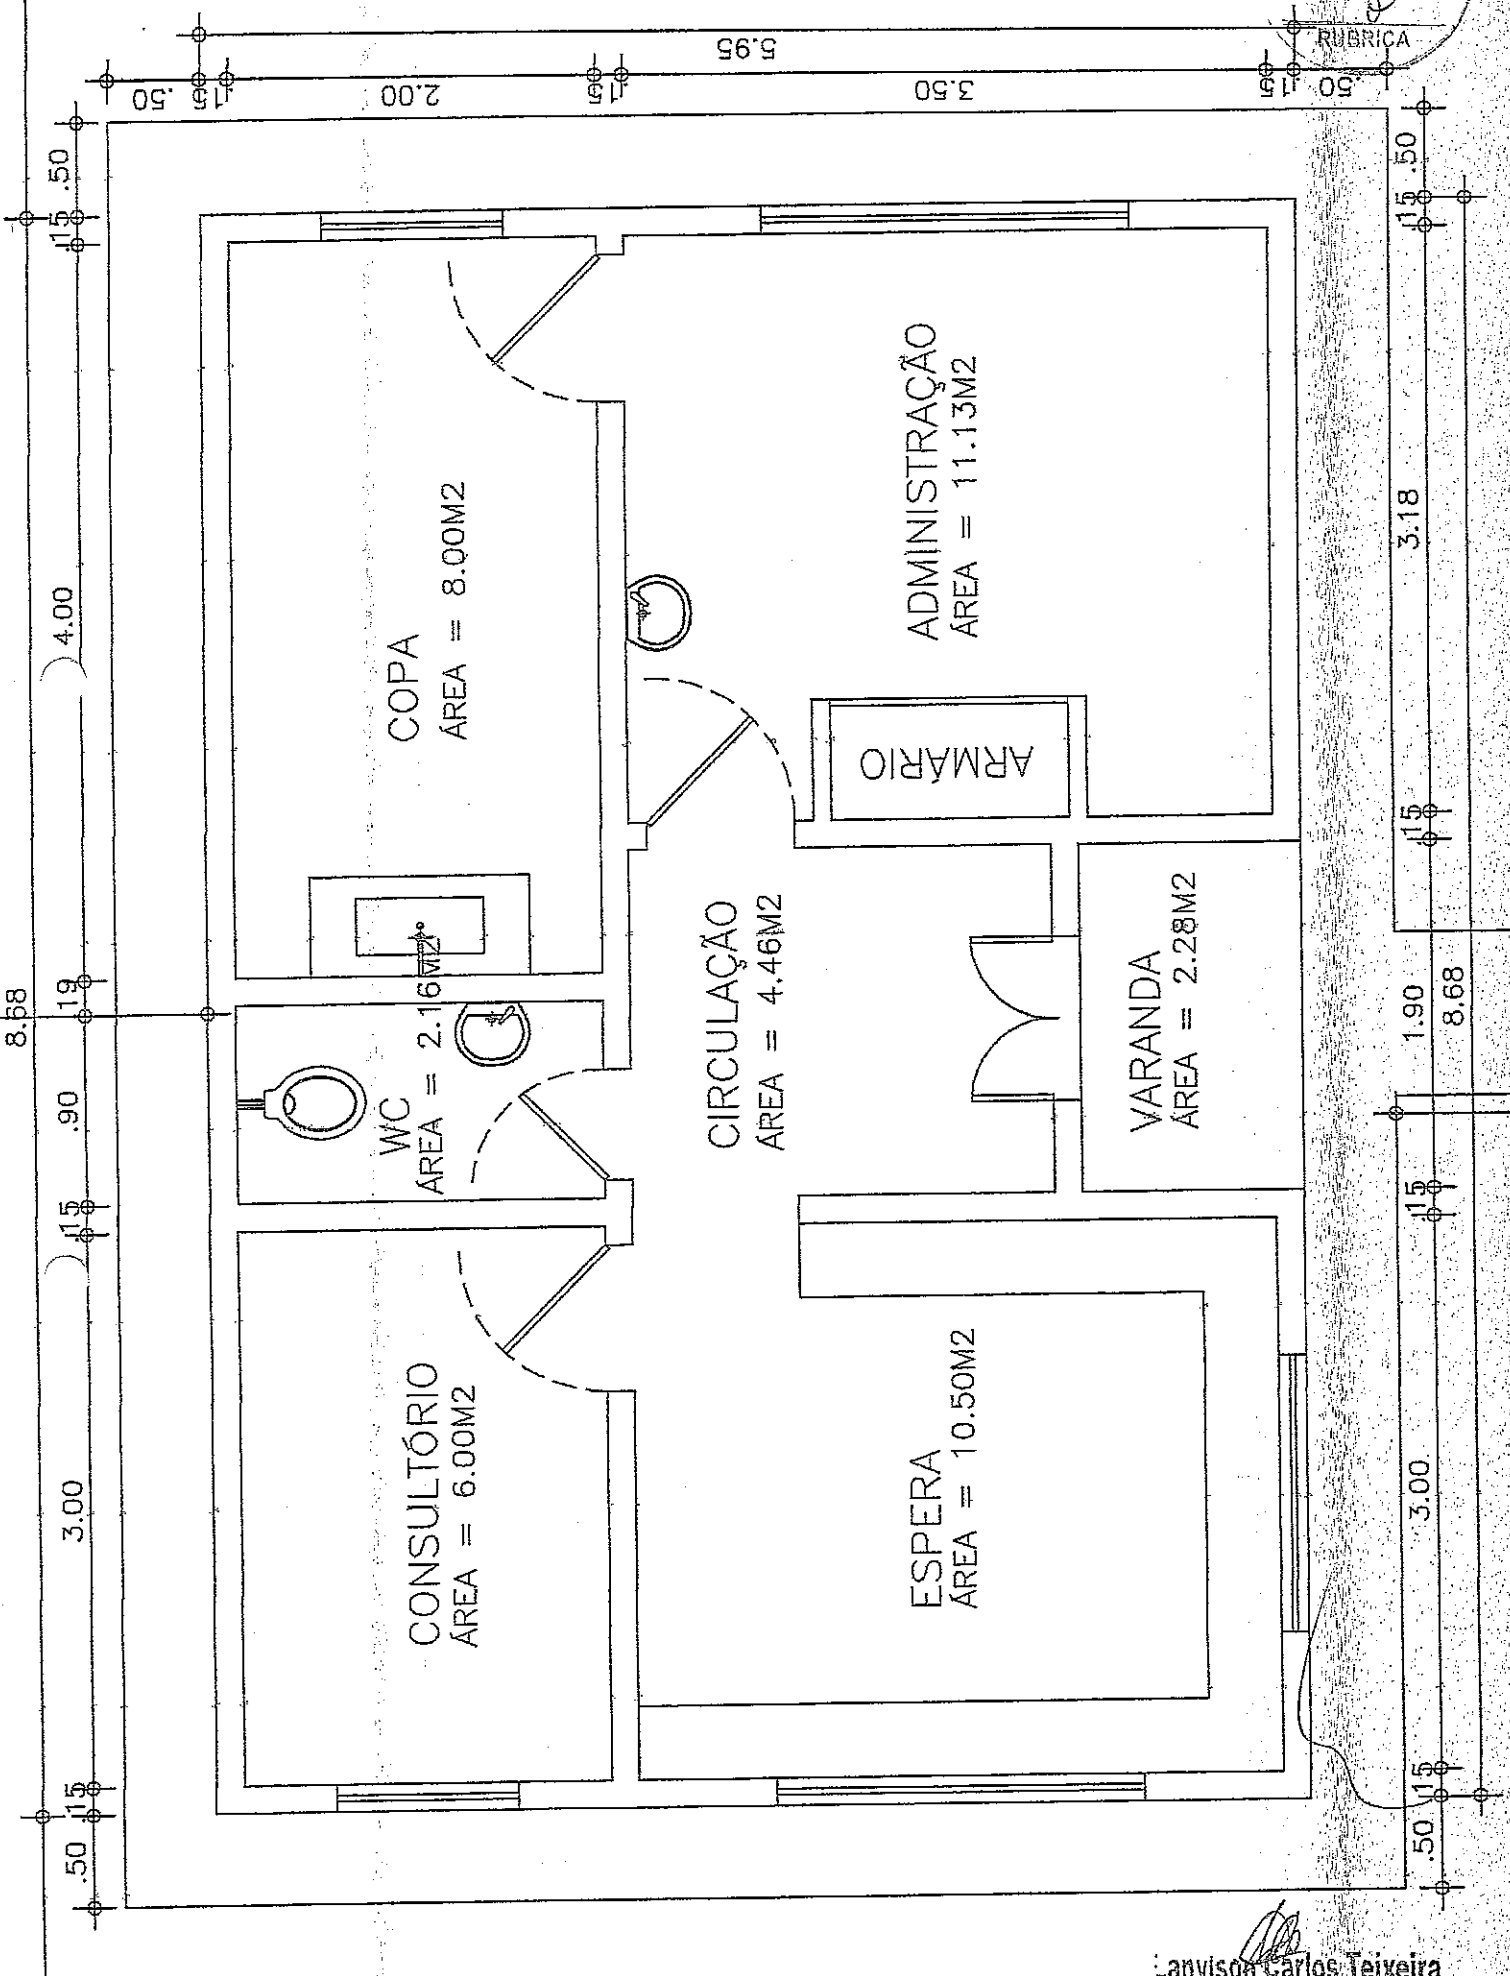 5.95
RUBRICA
.50
.15
2.00
.15
3.50
.15
.50
8.68
.50
.15
3.00
.15
.90
.19
4.00
.15
.50
CONSULTÓRIO
ÁREA = 6.00M2
WC
ÁREA = 2.16M2
COPA
ÁREA = 8.00M2
CIRCULAÇÃO
ÁREA = 4.46M2
ESPERA
ÁREA = 10.50M2
ADMINISTRAÇÃO
ÁREA = 11.13M2
ARMÁRIO
VARANDA
ÁREA = 2.28M2
.50
.15
3.00
.15
1.90
.15
3.18
.15
.50
8.68
Carlos Teixeira